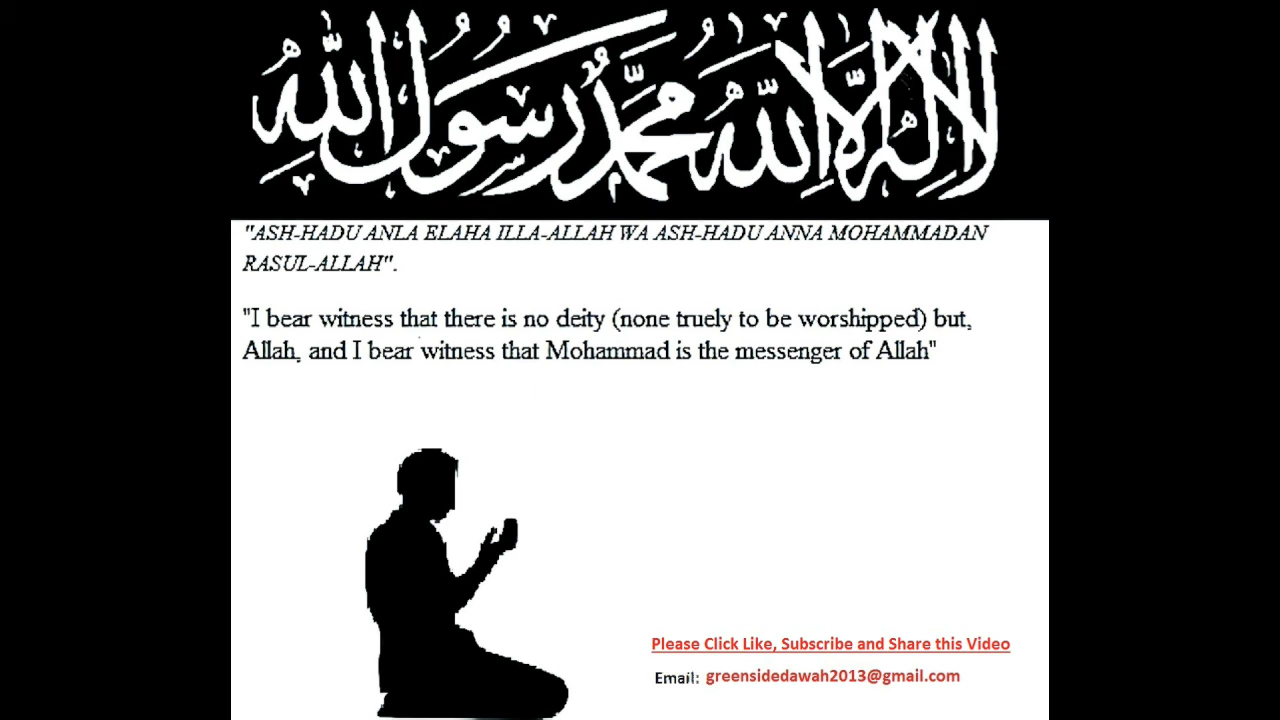 لا إله إلا الله محمد رسول الله
"ASH-HADU ANLA ELAHA ILLA-ALLAH WA ASH-HADU ANNA MOHAMMADAN
RASUL-ALLAH".
"I bear witness that there is no deity (none truely to be worshipped) but,
Allah, and I bear witness that Mohammad is the messenger of Allah"
Please Click Like, Subscribe and Share this Video
Email: greensidedawah2013@gmail.com